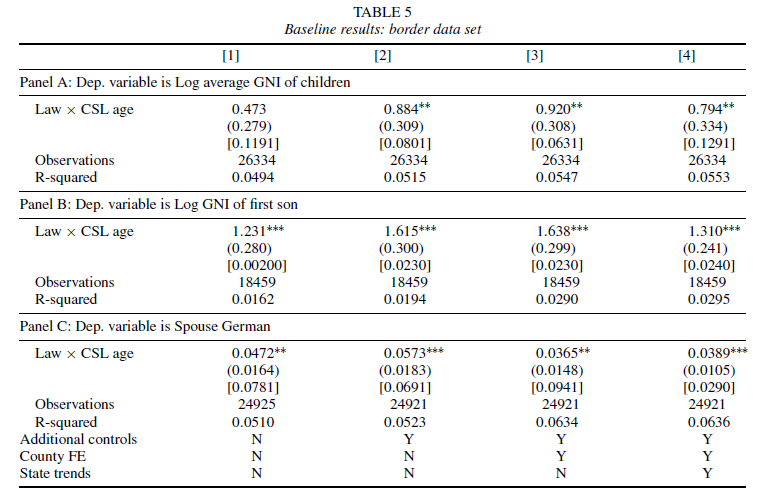 TABLE 5
Baseline results: border data set
[1] [2] [3] [4]
Panel A: Dep. variable is Log average GNI of children
Law × CSL age 0.473 0.884** 0.920** 0.794**
(0.279) (0.309) (0.308) (0.334)
[0.1191] [0.0801] [0.0631] [0.1291]
Observations 26334 26334 26334 26334
R-squared 0.0494 0.0515 0.0547 0.0553
Panel B: Dep. variable is Log GNI of first son
Law × CSL age 1.231*** 1.615*** 1.638*** 1.310***
(0.280) (0.300) (0.299) (0.241)
[0.00200] [0.0230] [0.0230] [0.0240]
Observations 18459 18459 18459 18459
R-squared 0.0162 0.0194 0.0290 0.0295
Panel C: Dep. variable is Spouse German
Law × CSL age 0.0472** 0.0573*** 0.0365** 0.0389***
(0.0164) (0.0183) (0.0148) (0.0105)
[0.0781] [0.0691] [0.0941] [0.0290]
Observations 24925 24921 24921 24921
R-squared 0.0510 0.0523 0.0634 0.0636
Additional controls N Y Y Y
County FE N N Y Y
State trends N N N Y